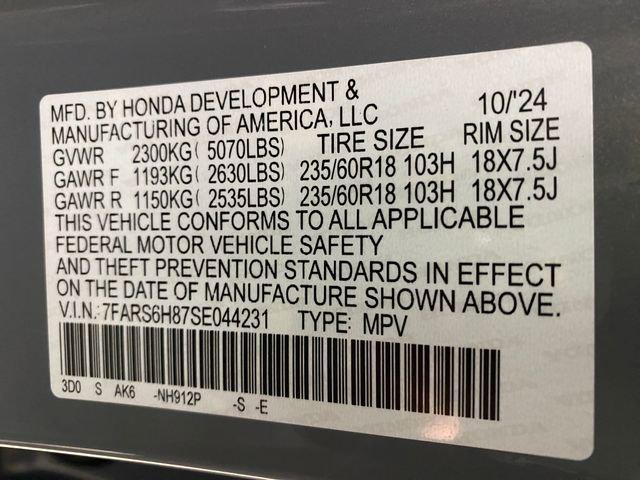 MFD. BY HONDA DEVELOPMENT & MANUFACTURING OF AMERICA, LLC 10/'24
GVWR 2300KG( 5070LBS) TIRE SIZE RIM SIZE
GAWR F 1193KG( 2630LBS) 235/60R18 103H 18X7.5J
GAWR R 1150KG( 2535LBS) 235/60R18 103H 18X7.5J
THIS VEHICLE CONFORMS TO ALL APPLICABLE
FEDERAL MOTOR VEHICLE SAFETY
AND THEFT PREVENTION STANDARDS IN EFFECT
ON THE DATE OF MANUFACTURE SHOWN ABOVE.
V.I.N.: 7FARS6H87SE044231 TYPE: MPV
3D0 S AK6 -NH912P -S -E